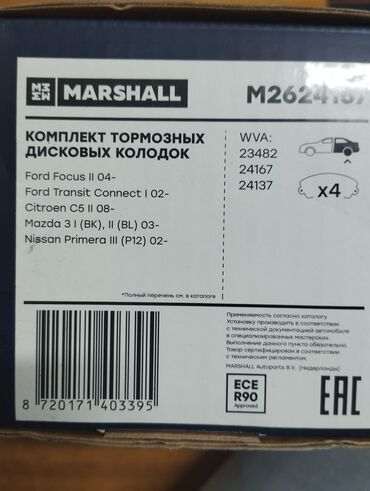 MARSHALL
M2624167
КОМПЛЕКТ ТОРМОЗНЫХ
ДИСКОВЫХ КОЛОДОК
Ford Focus II 04-
Ford Transit Connect I 02-
Citroen C5 II 08-
Mazda 3 I (BK), II (BL) 03-
Nissan Primera III (P12) 02-
WVA:
23482
24167
24137
x4
*Полный перечень см. в каталоге
Применяемость согласно каталогу.
Установку производить в соответствии
с технической документацией автомобиля
в специализированных мастерских.
Выполнение данного пункта обязательно.
Товар сертифицирован в соответствии
с техническим регламентом.
MARSHALL Autoparts B.V. (Нидерланды)
ECE
R90
Approved
EAC
8 720171 403395